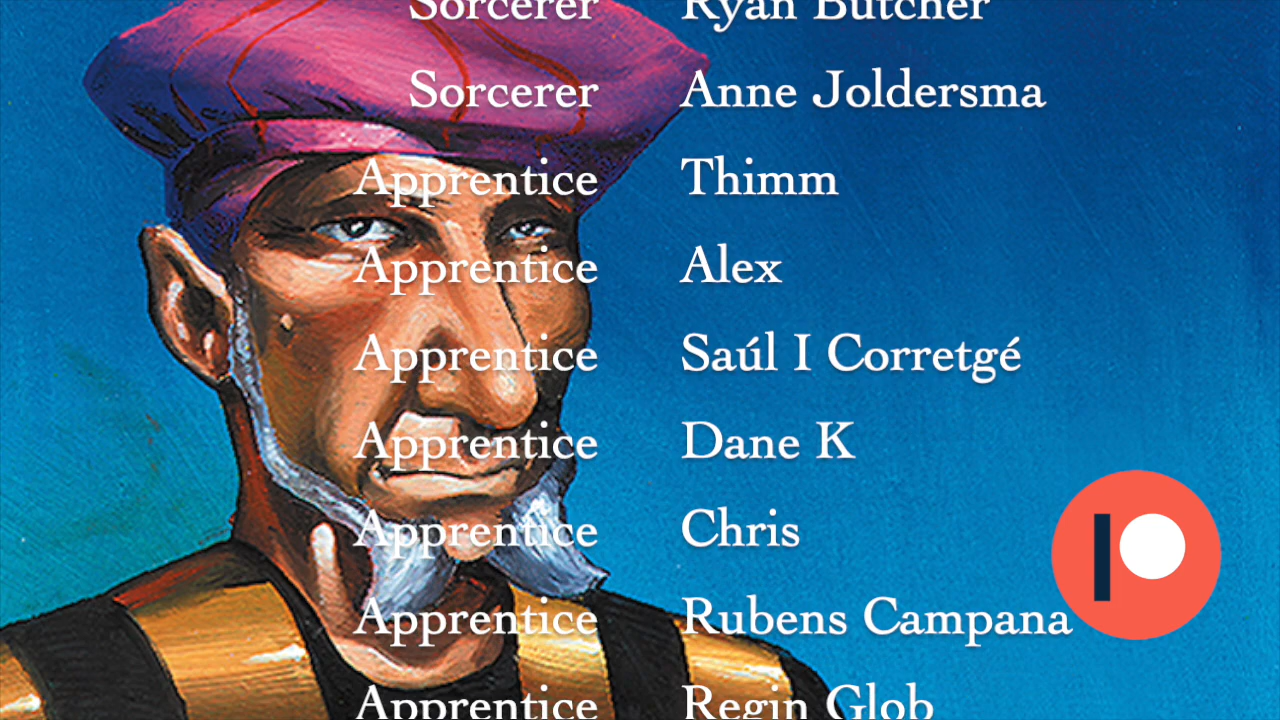 Sorcerer Ryan Butcher
Sorcerer Anne Joldersma
Apprentice Thimm
Apprentice Alex
Apprentice Saúl I Corretgé
Apprentice Dane K
Apprentice Chris
Apprentice Rubens Campana
Apprentice Regin Glob